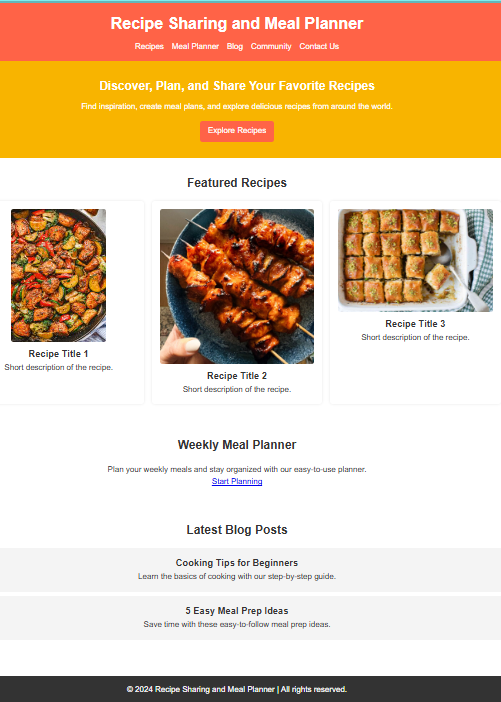 Recipe Sharing and Meal Planner
Recipes Meal Planner Blog Community Contact Us
Discover, Plan, and Share Your Favorite Recipes
Find inspiration, create meal plans, and explore delicious recipes from around the world.
Explore Recipes
Featured Recipes
Recipe Title 1
Short description of the recipe.
Recipe Title 2
Short description of the recipe.
Recipe Title 3
Short description of the recipe.
Weekly Meal Planner
Plan your weekly meals and stay organized with our easy-to-use planner.
Start Planning
Latest Blog Posts
Cooking Tips for Beginners
Learn the basics of cooking with our step-by-step guide.
5 Easy Meal Prep Ideas
Save time with these easy-to-follow meal prep ideas.
© 2024 Recipe Sharing and Meal Planner | All rights reserved.